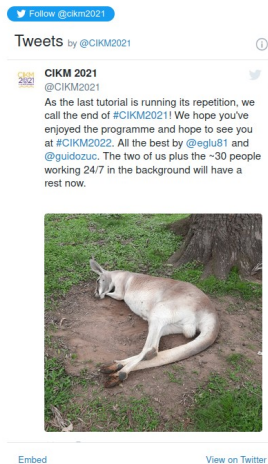 Follow @cikm2021
Tweets by @CIKM2021
CIKM
2021
CIKM 2021
@CIKM2021
As the last tutorial is running its repetition, we
call the end of #CIKM2021! We hope you've
enjoyed the programme and hope to see you
at #CIKM2022. All the best by @eglu81 and
@guidozuc. The two of us plus the ~30 people
working 24/7 in the background will have a
rest now.
Embed
View on Twitter